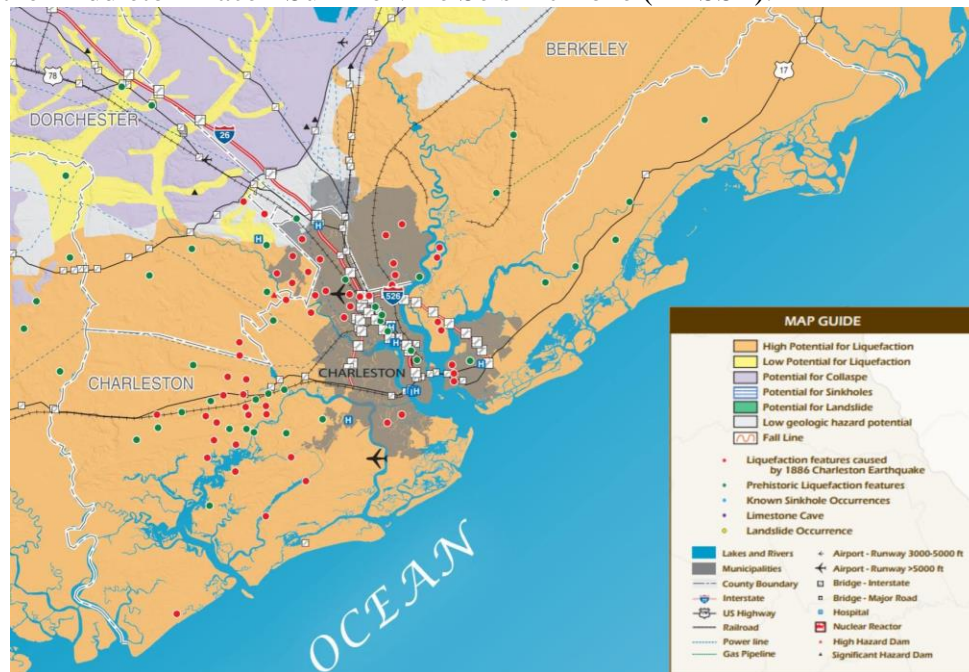 BERKELEY
78
17
DORCHESTER
26
H
H
526
H
H
CHARLESTON
CHARLESTON
H
H
OCEAN
MAP GUIDE
High Potential for Liquefaction
Low Potential for Liquefaction
Potential for Collaspe
Potential for Sinkholes
Potential for Landslide
Low geologic hazard potential
Fall Line
Liquefaction features caused
by 1886 Charleston Earthquake
Prehistoric Liquefaction features
Known Sinkhole Occurrences
Limestone Cave
Landslide Occurrence
Lakes and Rivers
Municipalities
County Boundary
Interstate
US Highway
Railroad
Power line
Gas Pipeline
Airport - Runway 3000-5000 ft
Airport - Runway >5000 ft
Bridge - Interstate
Bridge - Major Road
Hospital
Nuclear Reactor
High Hazard Dam
Significant Hazard Dam